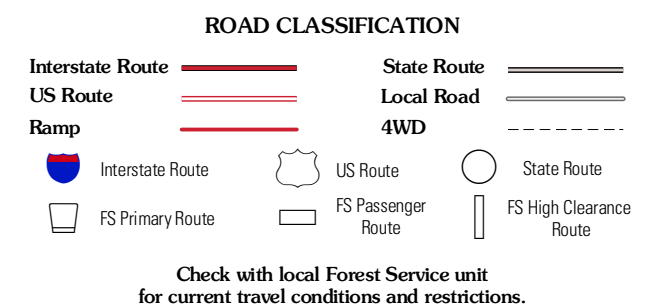 ROAD CLASSIFICATION
Interstate Route
State Route
US Route
Local Road
Ramp
4WD
Interstate Route
US Route
State Route
FS Primary Route
FS Passenger
Route
FS High Clearance
Route
Check with local Forest Service unit
for current travel conditions and restrictions.